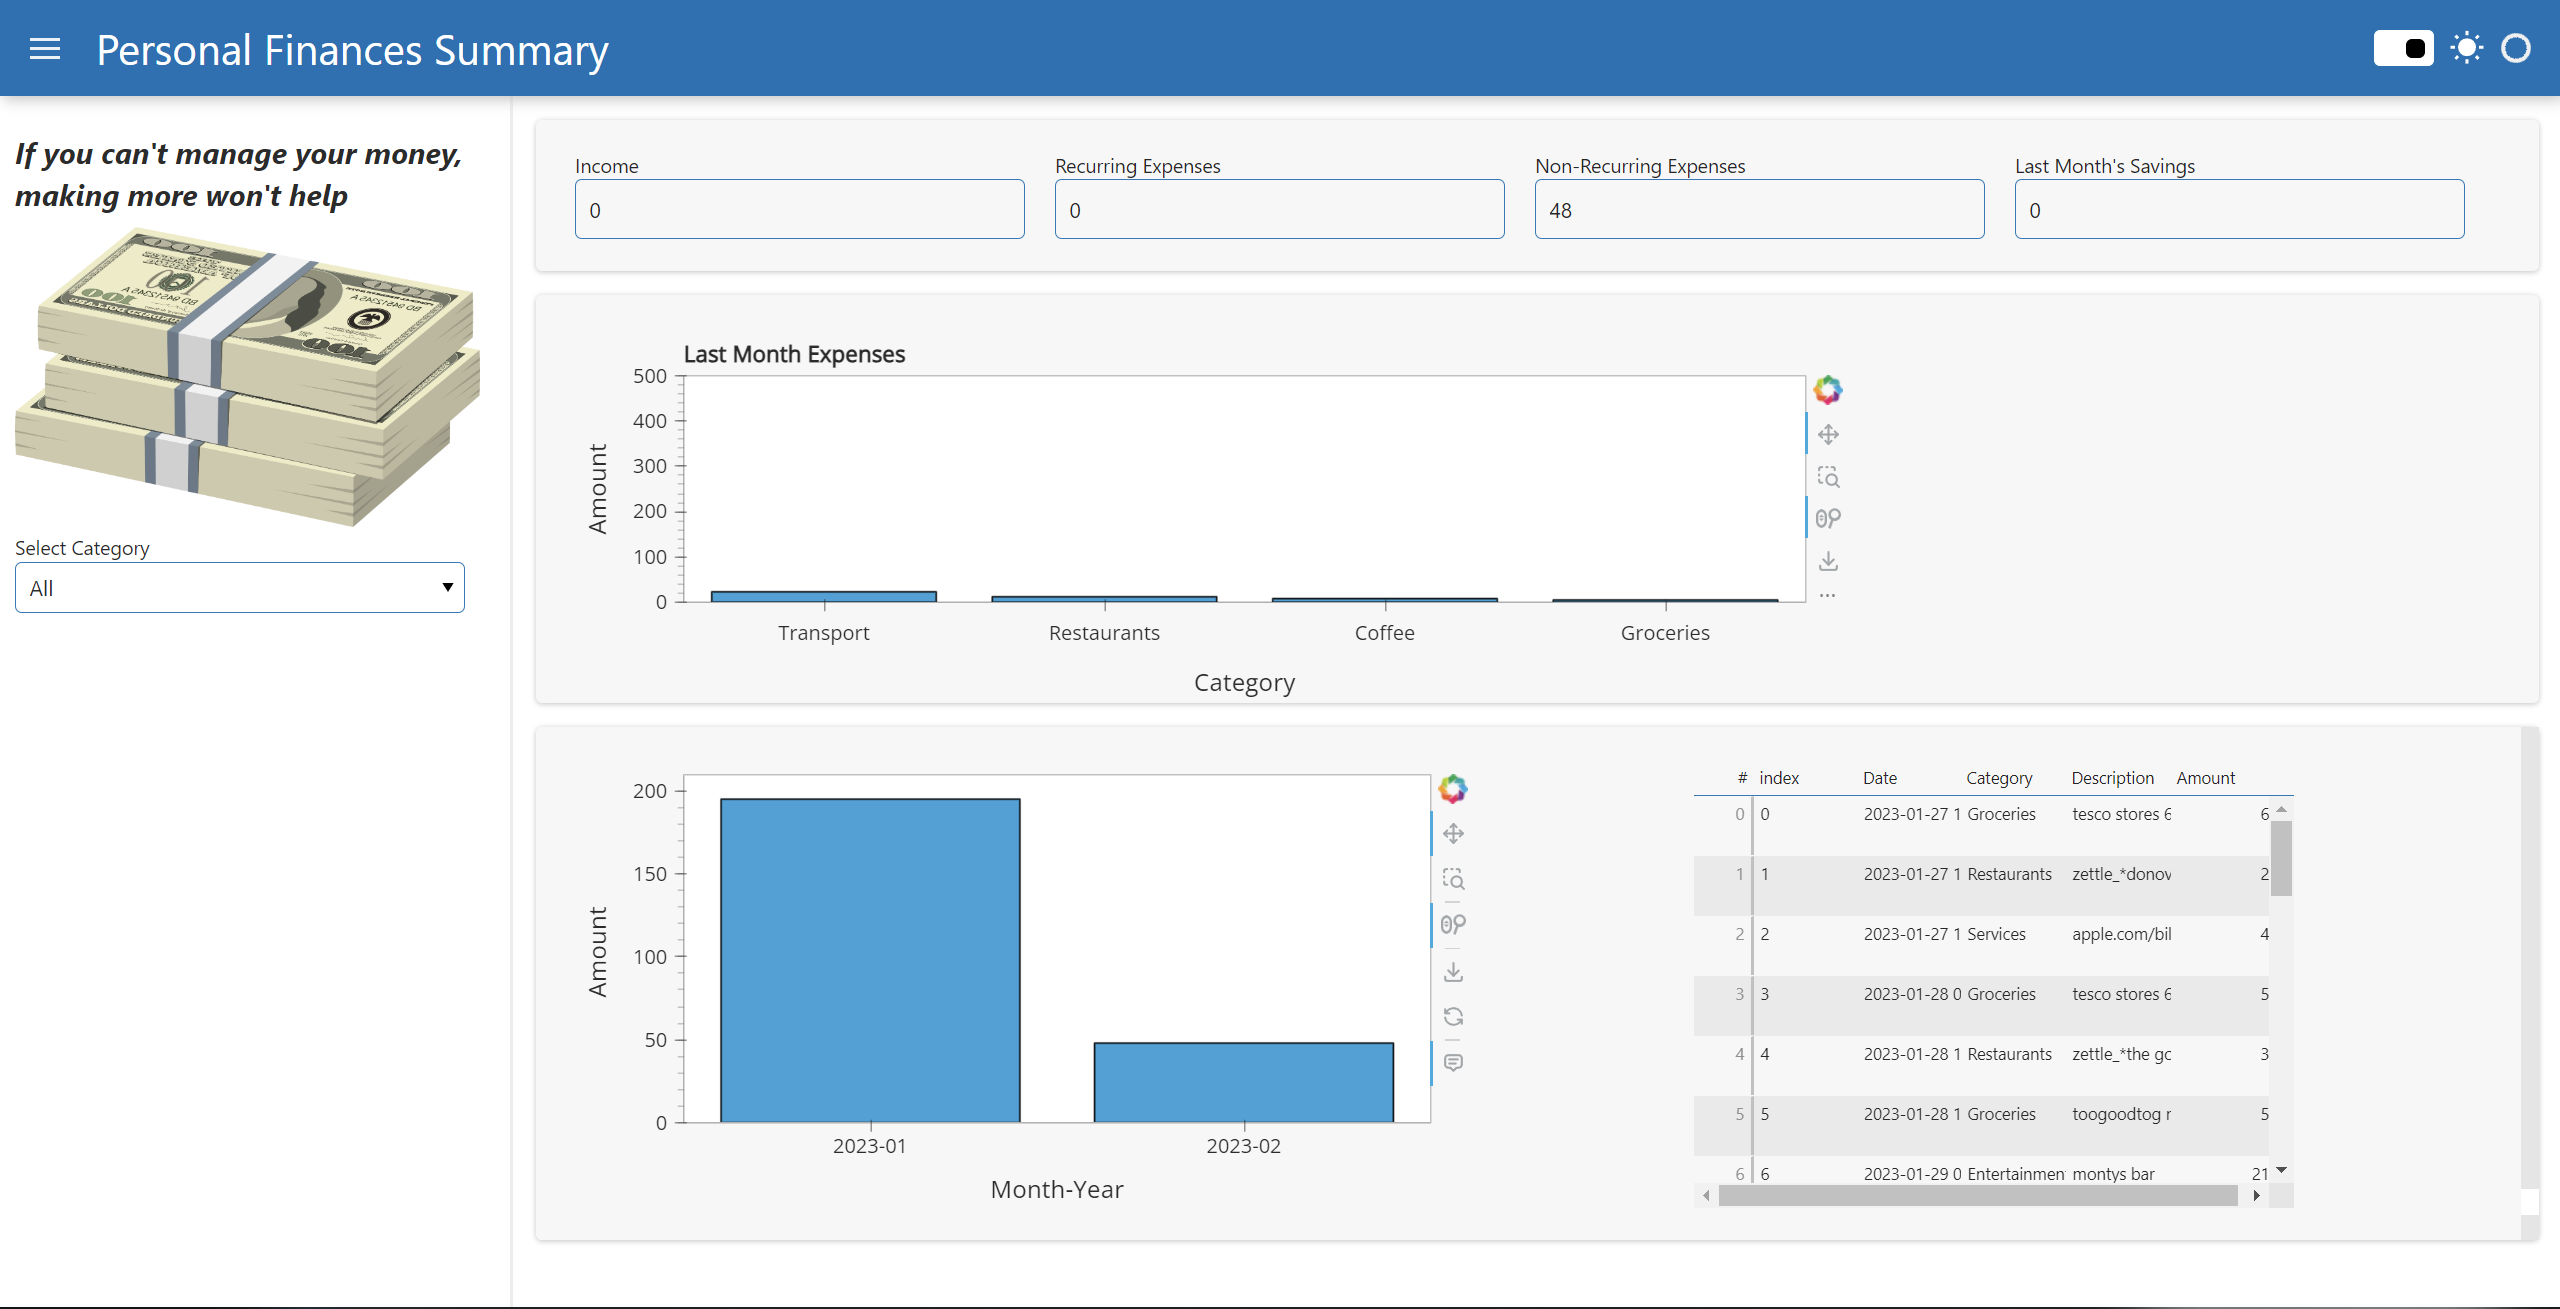 Personal Finances Summary
If you can't manage your money,
making more won't help
100
Select Category
All
Income
0
Recurring Expenses
0
Non-Recurring Expenses
48
Last Month's Savings
0
Last Month Expenses
500
400
300
200
100
0
Amount
Transport Restaurants Coffee Groceries
Category
200
150
100
50
0
Amount
2023-01 2023-02
Month-Year
# index Date Category Description Amount
0 0 2023-01-27 1 Groceries tesco stores 6 6
1 1 2023-01-27 1 Restaurants zettle_*donov 2
2 2 2023-01-27 1 Services apple.com/bil 4
3 3 2023-01-28 0 Groceries tesco stores 6 5
4 4 2023-01-28 1 Restaurants zettle_*the gc 3
5 5 2023-01-28 1 Groceries toogoodtog r 5
6 6 2023-01-29 0 Entertainmen montys bar 21